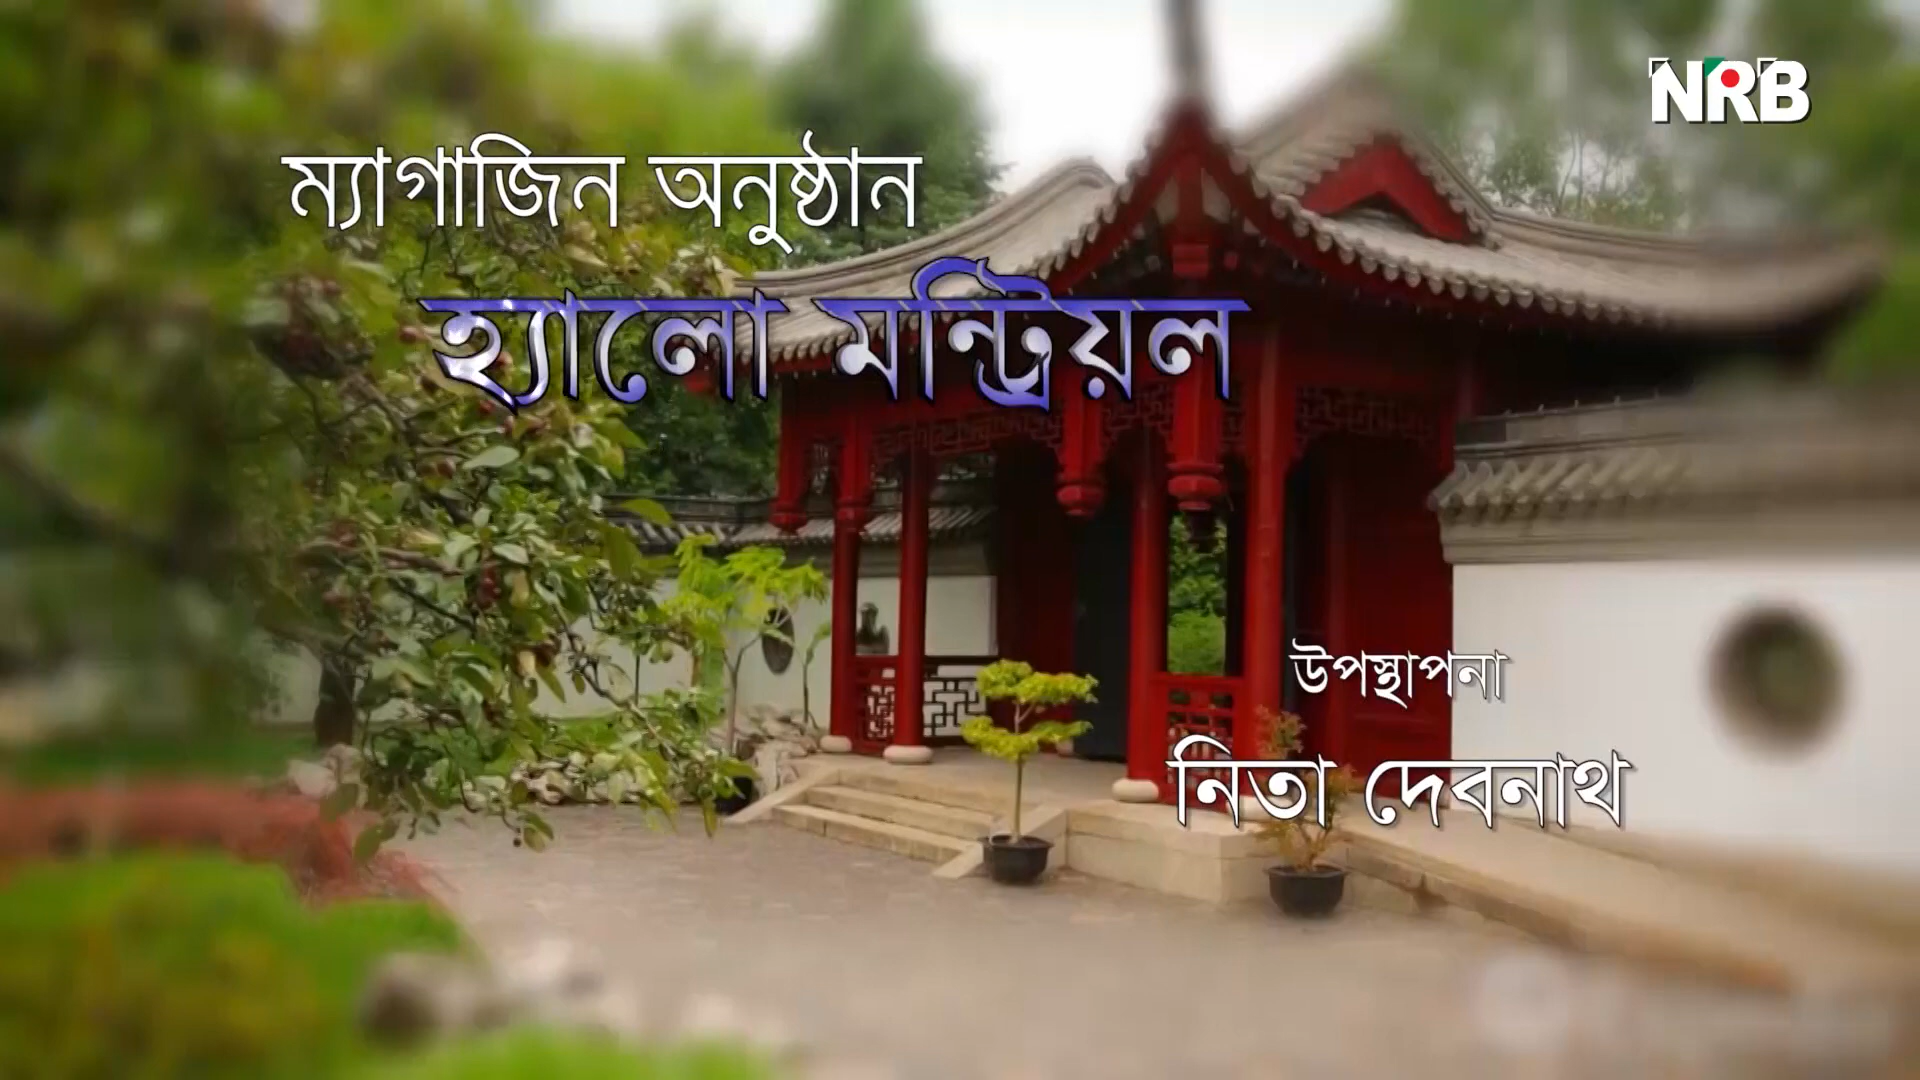 NRB
ম্যাগাজিন অনুষ্ঠান
হ্যালো মন্ট্রিয়ল
উপস্থাপনা
নিতা দেবনাথ